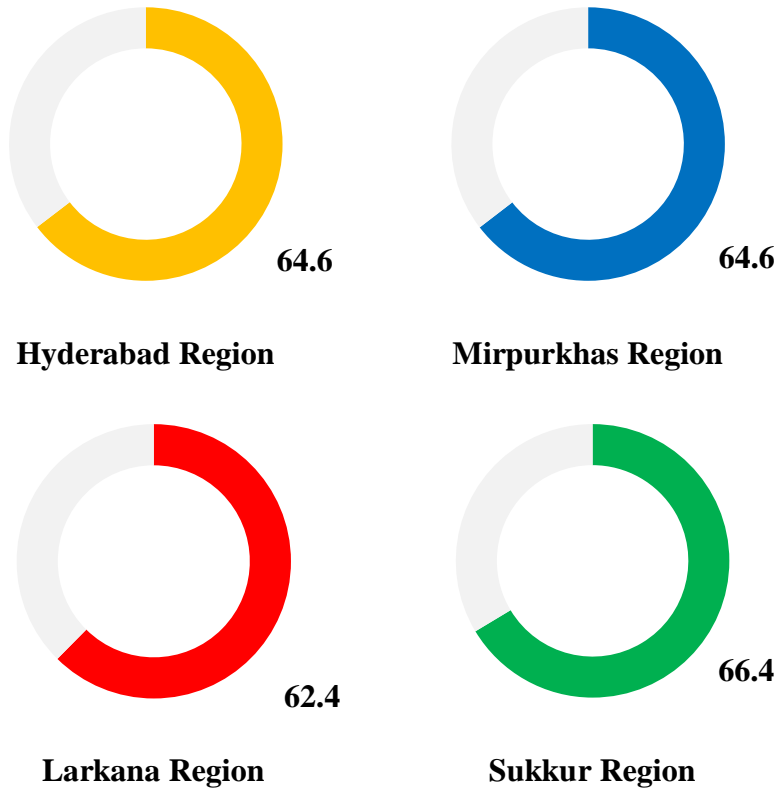 64.6
Hyderabad Region
64.6
Mirpurkhas Region
62.4
Larkana Region
66.4
Sukkur Region